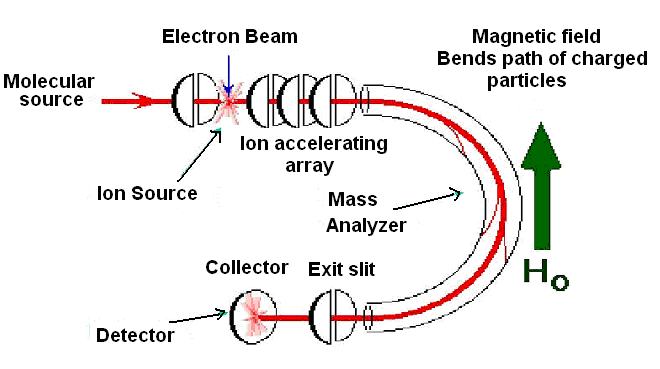 Electron Beam
Magnetic field
Bends path of charged
particles
Molecular
source
Ion accelerating
array
Ion Source
Mass
Analyzer
Ho
Collector
Exit slit
Detector